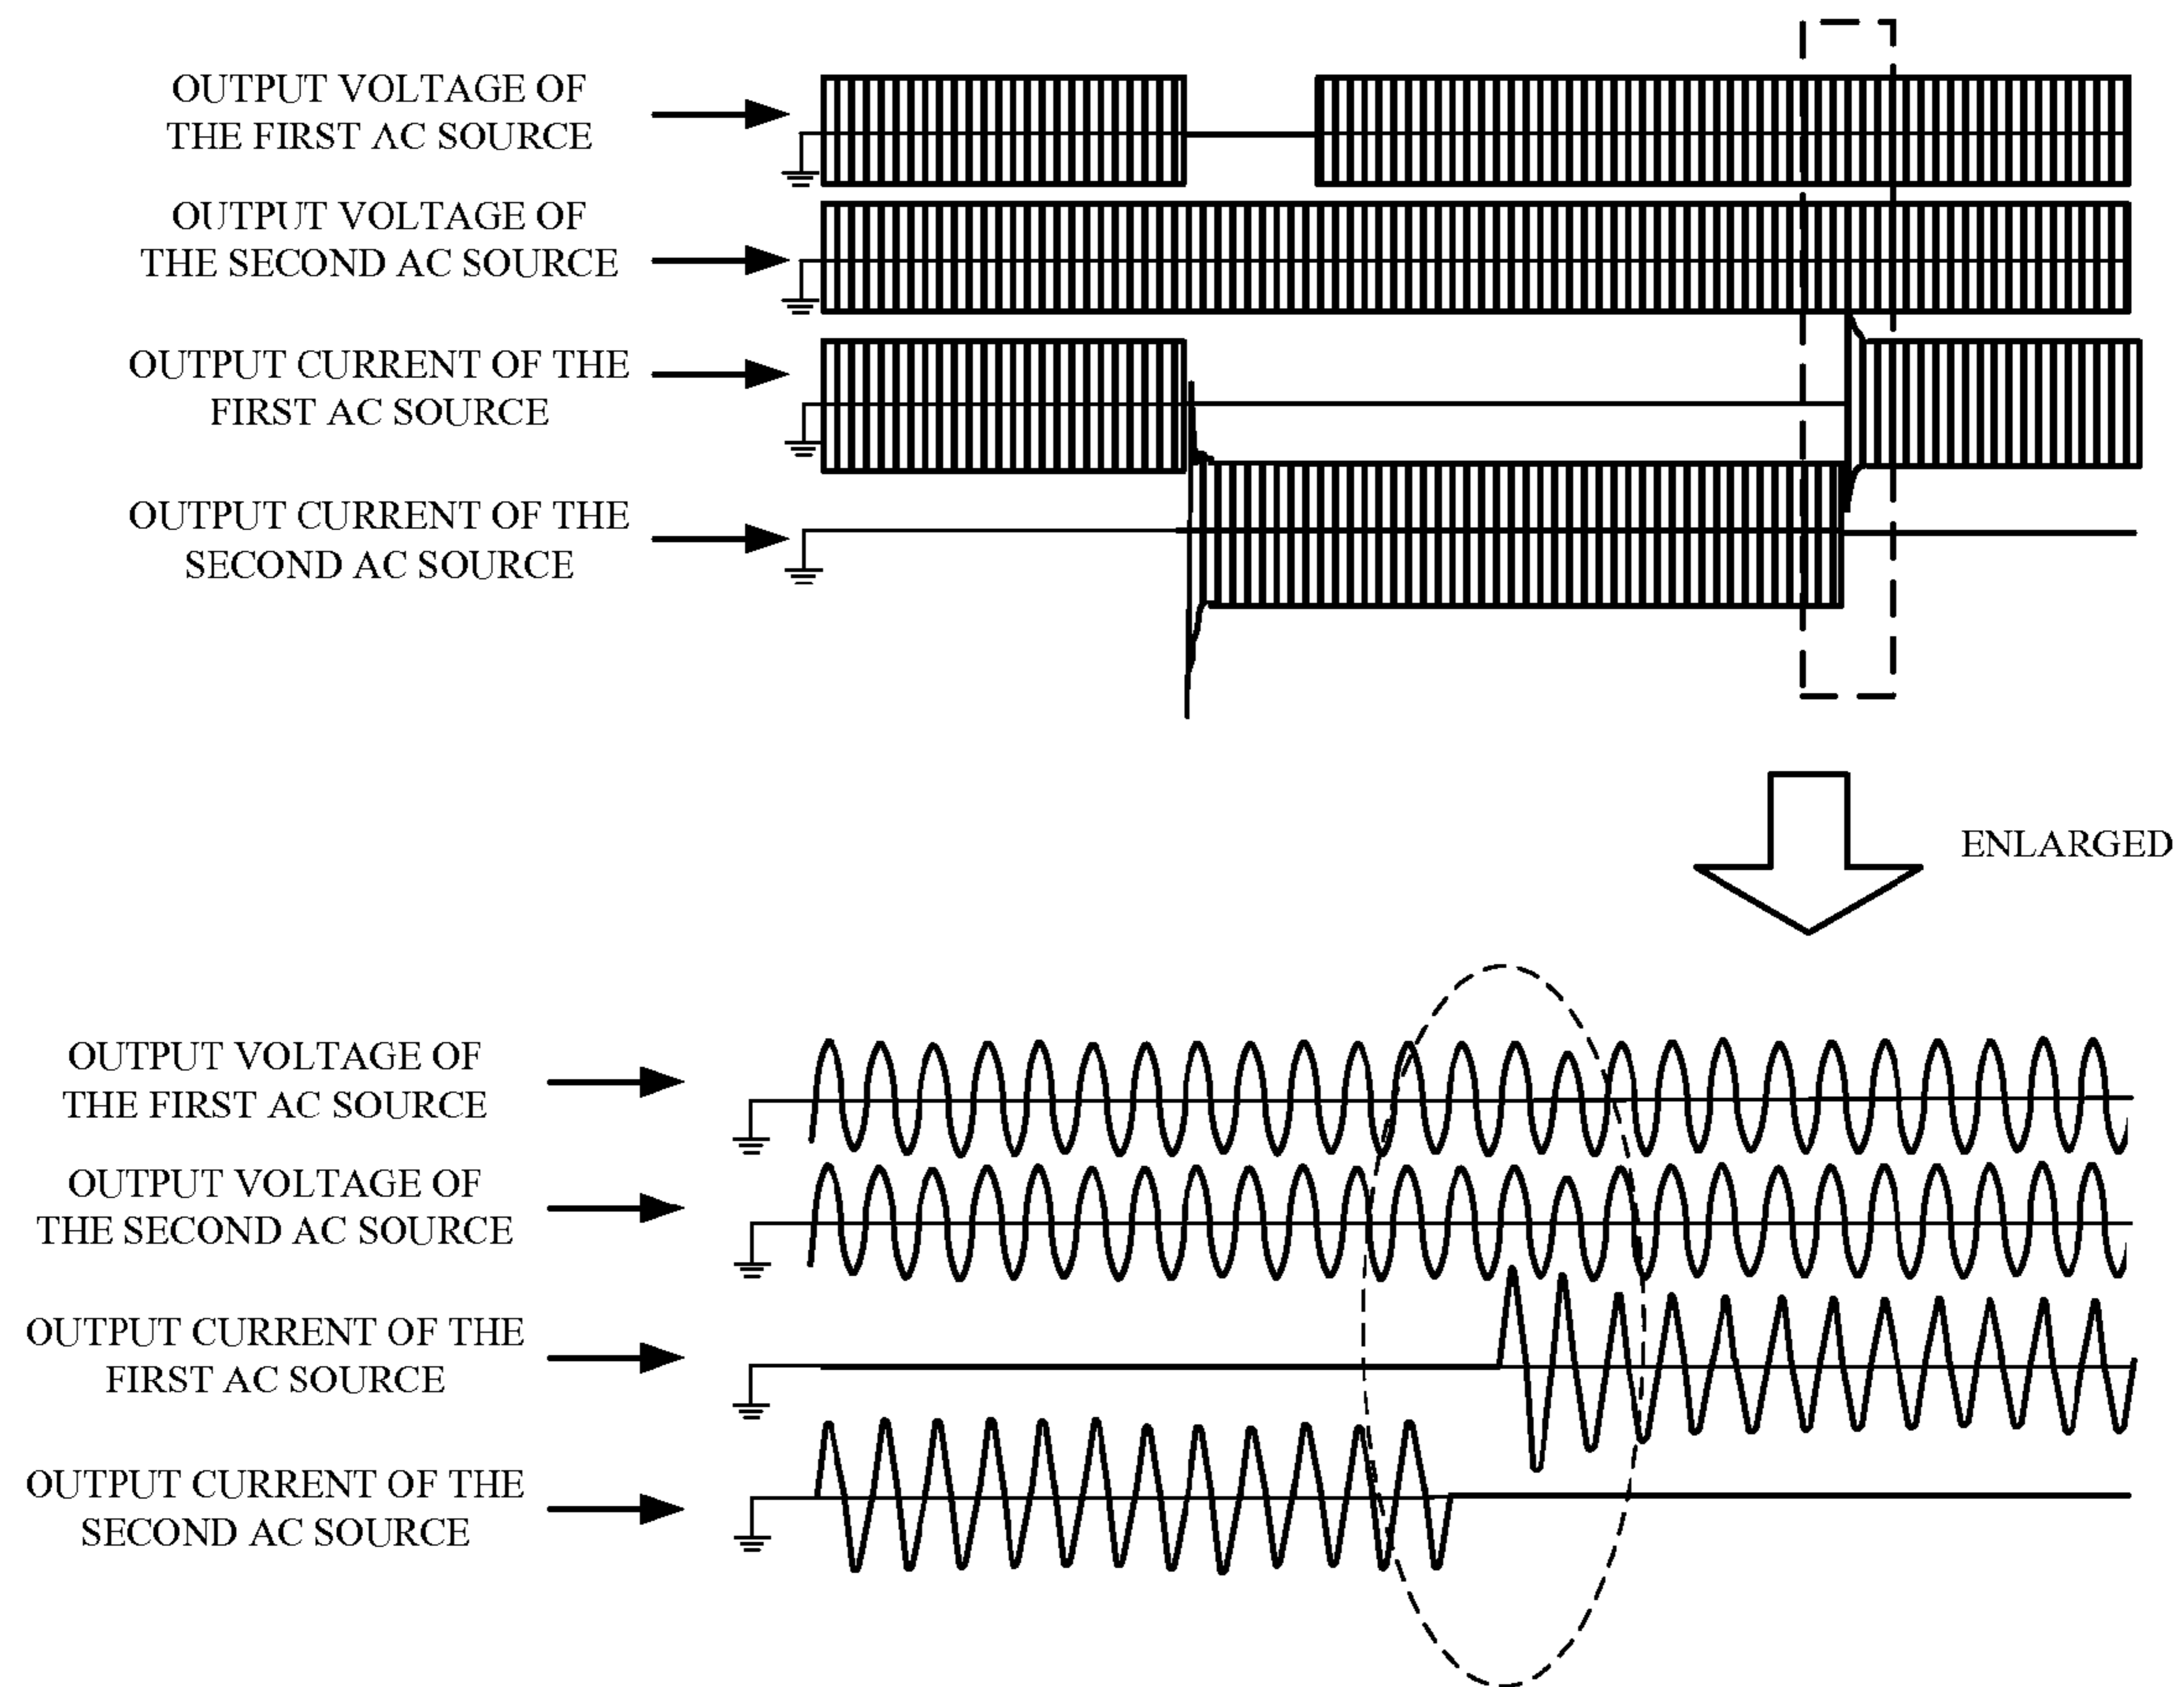 OUTPUT VOLTAGE OF
THE FIRST AC SOURCE
OUTPUT VOLTAGE OF
THE SECOND AC SOURCE
OUTPUT CURRENT OF THE
FIRST AC SOURCE
OUTPUT CURRENT OF THE
SECOND AC SOURCE
ENLARGED
OUTPUT VOLTAGE OF
THE FIRST AC SOURCE
OUTPUT VOLTAGE OF
THE SECOND AC SOURCE
OUTPUT CURRENT OF THE
FIRST AC SOURCE
OUTPUT CURRENT OF THE
SECOND AC SOURCE